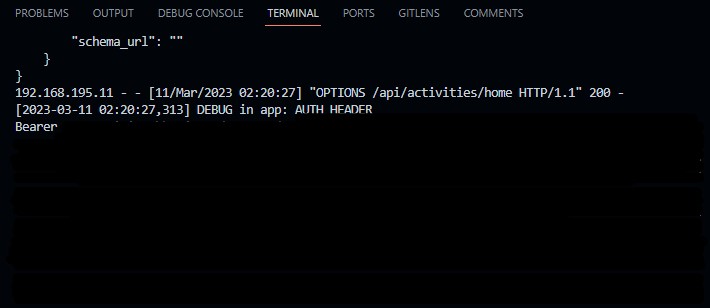 PROBLEMS OUTPUT DEBUG CONSOLE TERMINAL PORTS GITLENS COMMENTS
"schema_url": ""
}
}
192.168.195.11 - - [11/Mar/2023 02:20:27] "OPTIONS /api/activities/home HTTP/1.1" 200 -
[2023-03-11 02:20:27,313] DEBUG in app: AUTH HEADER
Bearer